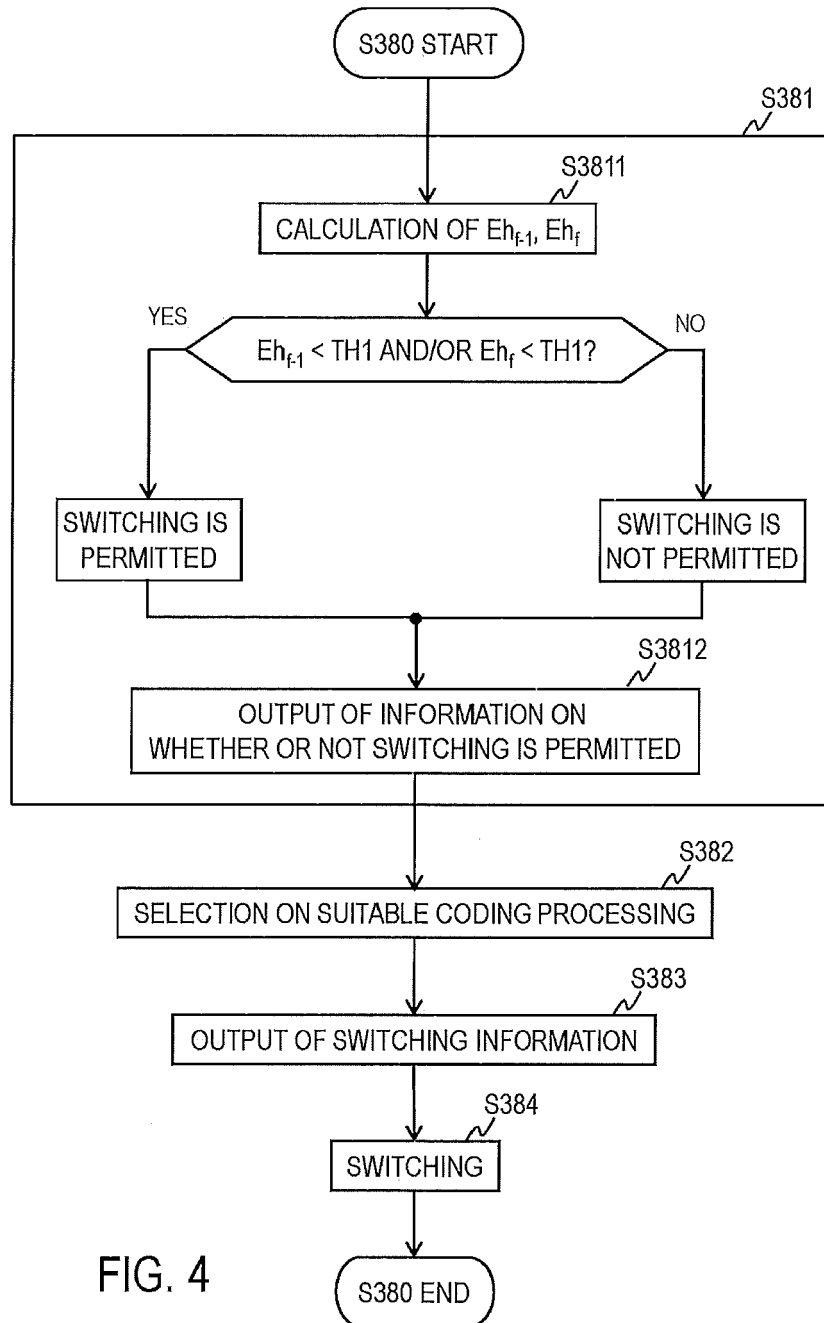 S380 START
S381
S3811
CALCULATION OF Eh_{f-1}, Eh_f
YES
NO
Eh_{f-1} < TH1 AND/OR Eh_f < TH1?
SWITCHING IS
PERMITTED
SWITCHING IS
NOT PERMITTED
S3812
OUTPUT OF INFORMATION ON
WHETHER OR NOT SWITCHING IS PERMITTED
S382
SELECTION ON SUITABLE CODING PROCESSING
S383
OUTPUT OF SWITCHING INFORMATION
S384
SWITCHING
S380 END
FIG. 4